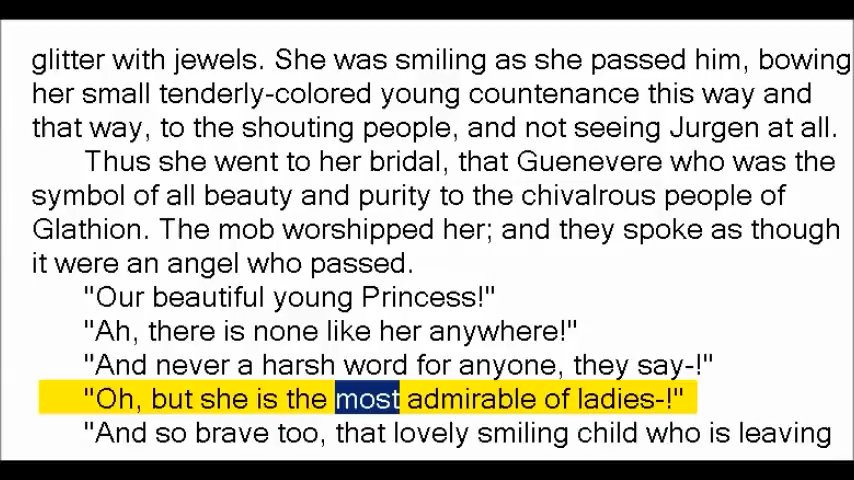 glitter with jewels. She was smiling as she passed him, bowing
her small tenderly-colored young countenance this way and
that way, to the shouting people, and not seeing Jurgen at all.
Thus she went to her bridal, that Guenevere who was the
symbol of all beauty and purity to the chivalrous people of
Glathion. The mob worshipped her; and they spoke as though
it were an angel who passed.
"Our beautiful young Princess!"
"Ah, there is none like her anywhere!"
"And never a harsh word for anyone, they say-!"
"Oh, but she is the most admirable of ladies-!"
"And so brave too, that lovely smiling child who is leaving